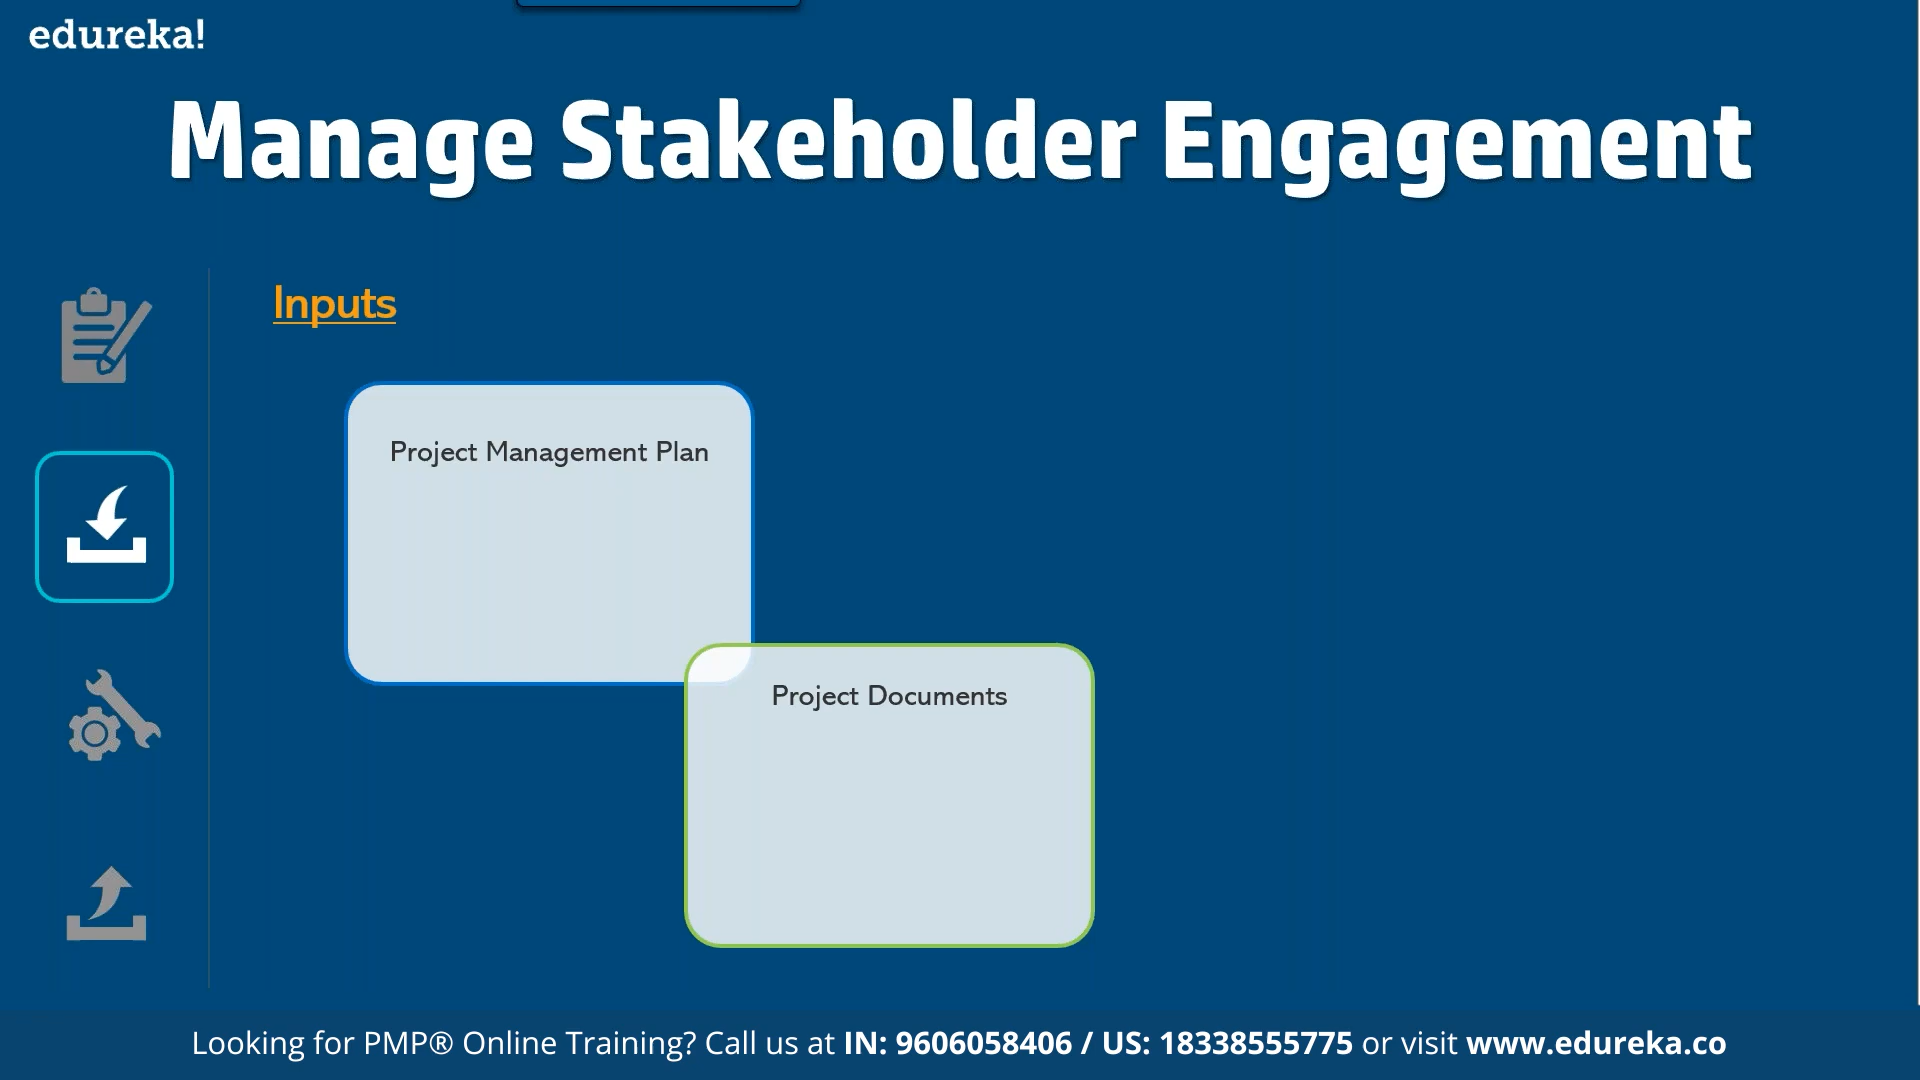 edureka!
Manage Stakeholder Engagement
Inputs
Project Management Plan
Project Documents
Looking for PMP® Online Training? Call us at IN: 9606058406 / US: 18338555775 or visit www.edureka.co